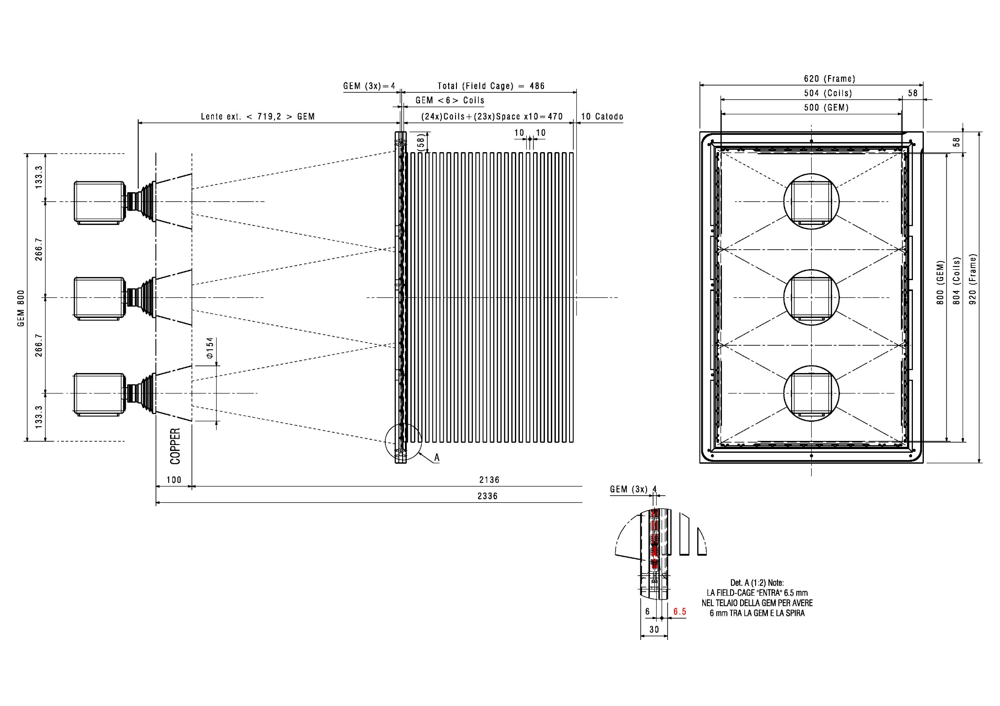 620 (Frame)
GEM (3x)=4
Total (Field Cage) = 486
504 (Coils)
58
GEM <6> Coils
500 (GEM)
Lente ext. < 719,2 > GEM
(24x)Coils+(23x)Space x10=470
10 Catodo
10
10
(58)
58
133.3
266.7
GEM 800
266.7
133.3
Φ154
COPPER
A
800 (GEM)
804 (Coils)
920 (Frame)
100
2136
2336
GEM (3x) 4
Det. A (1:2) Note:
LA FIELD-CAGE "ENTRA" 6.5 mm
NEL TELAIO DELLA GEM PER AVERE
6 mm TRA LA GEM E LA SPIRA
6
6.5
30